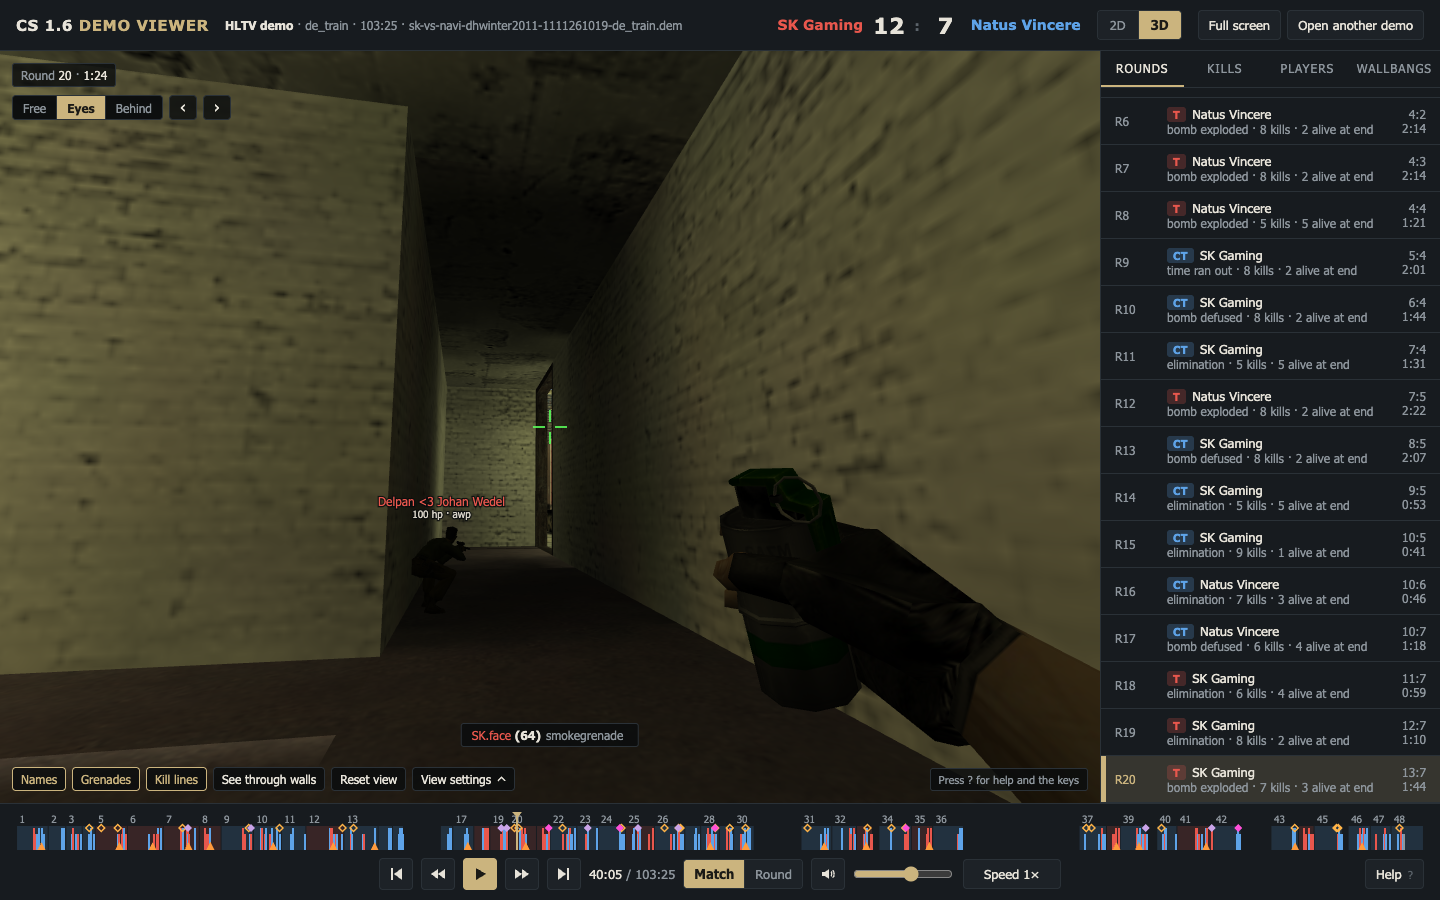 CS 1.6 DEMO VIEWER HLTV demo · de_train · 103:25 · sk-vs-navi-dhwinter2011-1111261019-de_train.dem SK Gaming 12 : 7 Natus Vincere 2D 3D Full screen Open another demo
Round 20 · 1:24
Free Eyes Behind < >
ROUNDS KILLS PLAYERS WALLBANGS
R6 T Natus Vincere 4:2
bomb exploded · 8 kills · 2 alive at end 2:14
R7 T Natus Vincere 4:3
bomb exploded · 8 kills · 2 alive at end 2:14
R8 T Natus Vincere 4:4
bomb exploded · 5 kills · 5 alive at end 1:21
R9 CT SK Gaming 5:4
time ran out · 8 kills · 2 alive at end 2:01
R10 CT SK Gaming 6:4
bomb defused · 8 kills · 2 alive at end 1:44
R11 CT SK Gaming 7:4
elimination · 5 kills · 5 alive at end 1:31
R12 T Natus Vincere 7:5
bomb exploded · 8 kills · 2 alive at end 2:22
R13 CT SK Gaming 8:5
bomb defused · 8 kills · 2 alive at end 2:07
R14 CT SK Gaming 9:5
elimination · 5 kills · 5 alive at end 0:53
R15 CT SK Gaming 10:5
elimination · 9 kills · 1 alive at end 0:41
R16 CT Natus Vincere 10:6
elimination · 7 kills · 3 alive at end 0:46
R17 CT Natus Vincere 10:7
bomb defused · 6 kills · 4 alive at end 1:18
R18 T SK Gaming 11:7
elimination · 6 kills · 4 alive at end 0:59
R19 T SK Gaming 12:7
elimination · 8 kills · 2 alive at end 1:10
R20 T SK Gaming 13:7
bomb exploded · 7 kills · 3 alive at end 1:44
Delpan <3 Johan Wedel
100 hp · awp
SK.face (64) smokegrenade
Names Grenades Kill lines See through walls Reset view View settings Press ? for help and the keys
1 2 3 4 5 6 7 8 9 10 11 12 13 17 19 22 23 24 25 26 27 28 29 30 31 33 34 35 36 37 39 40 41 42 43 45 46 47 48
40:05 / 103:25 Match Round Speed 1× Help ?